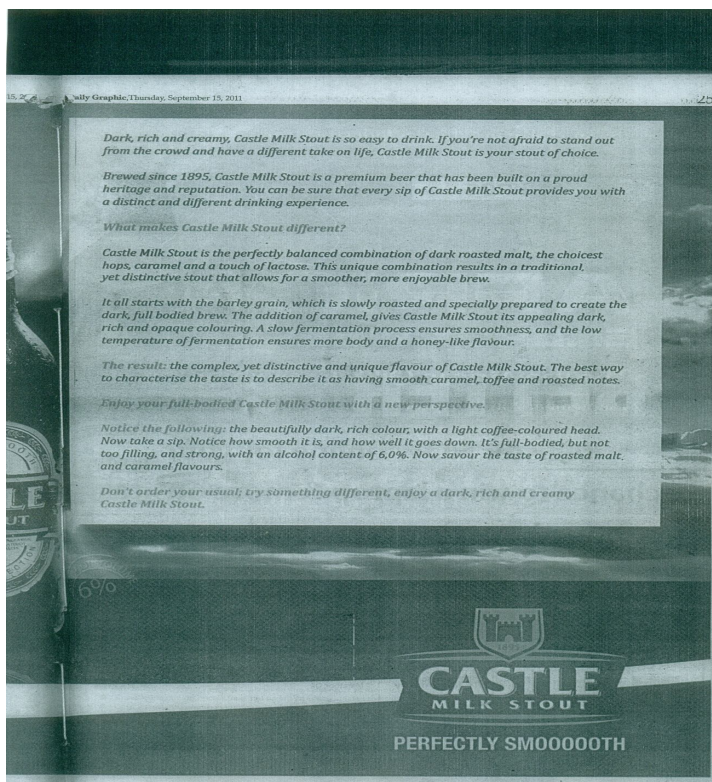 15, 2
aily Graphic, Thursday, September 15, 2011
25
Dark, rich and creamy, Castle Milk Stout is so easy to drink. If you're not afraid to stand out
from the crowd and have a different take on life, Castle Milk Stout is your stout of choice.
Brewed since 1895, Castle Milk Stout is a premium beer that has been built on a proud
heritage and reputation. You can be sure that every sip of Castle Milk Stout provides you with
a distinct and different drinking experience.
What makes Castle Milk Stout different?
Castle Milk Stout is the perfectly balanced combination of dark roasted malt, the choicest
hops, caramel and a touch of lactose. This unique combination results in a traditional,
yet distinctive stout that allows for a smoother, more enjoyable brew.
It all starts with the barley grain, which is slowly roasted and specially prepared to create the
dark, full bodied brew. The addition of caramel, gives Castle Milk Stout its appealing dark,
rich and opaque colouring. A slow fermentation process ensures smoothness, and the low
temperature of fermentation ensures more body and a honey-like flavour.
The result: the complex, yet distinctive and unique flavour of Castle Milk Stout. The best way
to characterise the taste is to describe it as having smooth caramel, toffee and roasted notes.
Enjoy your full-bodied Castle Milk Stout with a new perspective.
Notice the following: the beautifully dark, rich colour, with a light coffee-coloured head.
Now take a sip. Notice how smooth it is, and how well it goes down. It's full-bodied, but not
too filling, and strong, with an alcohol content of 6,0%. Now savour the taste of roasted malt
and caramel flavours.
Don't order your usual; try something different, enjoy a dark, rich and creamy
Castle Milk Stout.
LE
UT
6%
1895
CASTLE
MILK STOUT
PERFECTLY SMOOOOOTH